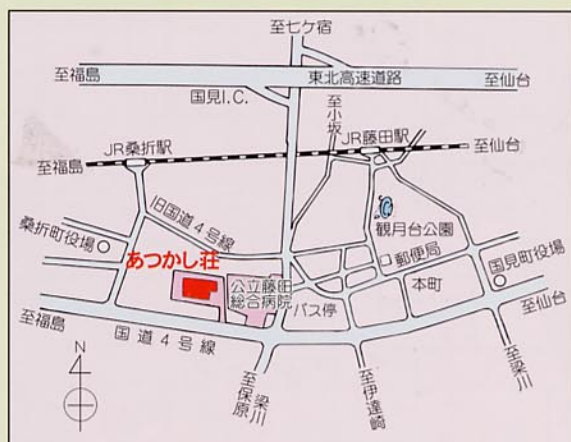 至七ケ宿
至福島
東北高速道路
至仙台
国見I.C.
至小坂
JR桑折駅
JR藤田駅
至福島
至仙台
旧国道4号線
観月台公園
桑折町役場
郵便局
国見町役場
あつかし荘
公立藤田
総合病院
本町
バス停
至仙台
至福島
国道4号線
至梁川
保原
至伊達崎
至梁川
N